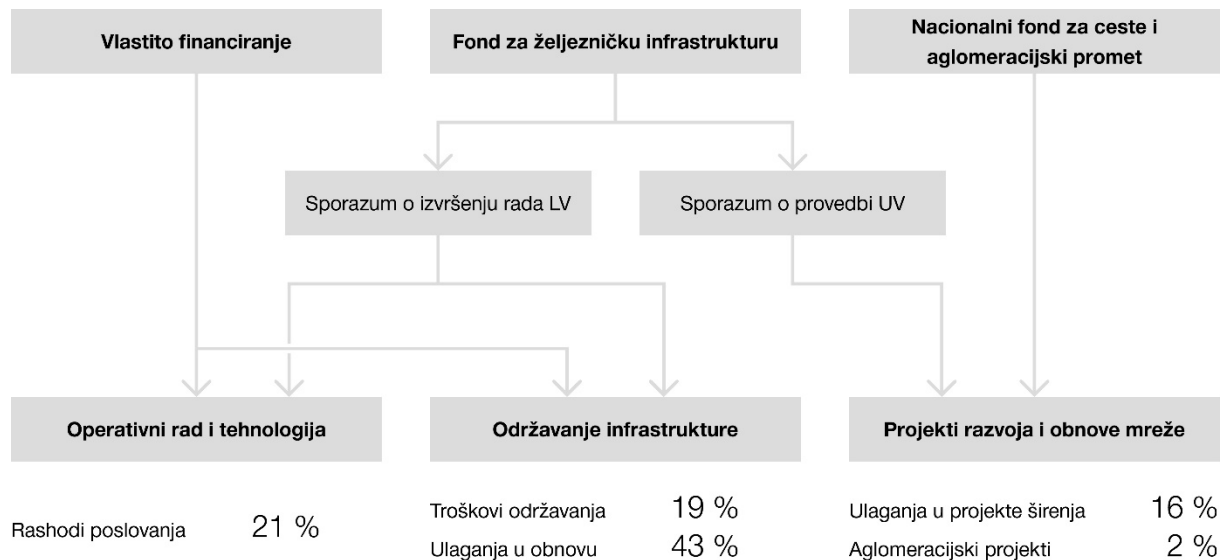 Vlastito financiranje
Fond za željezničku infrastrukturu
Nacionalni fond za ceste i
aglomeracijski promet
Sporazum o izvršenju rada LV
Sporazum o provedbi UV
Operativni rad i tehnologija
Održavanje infrastrukture
Projekti razvoja i obnove mreže
Rashodi poslovanja 21 %
Troškovi održavanja 19 %
Ulaganja u obnovu 43 %
Ulaganja u projekte širenja 16 %
Aglomeracijski projekti 2 %